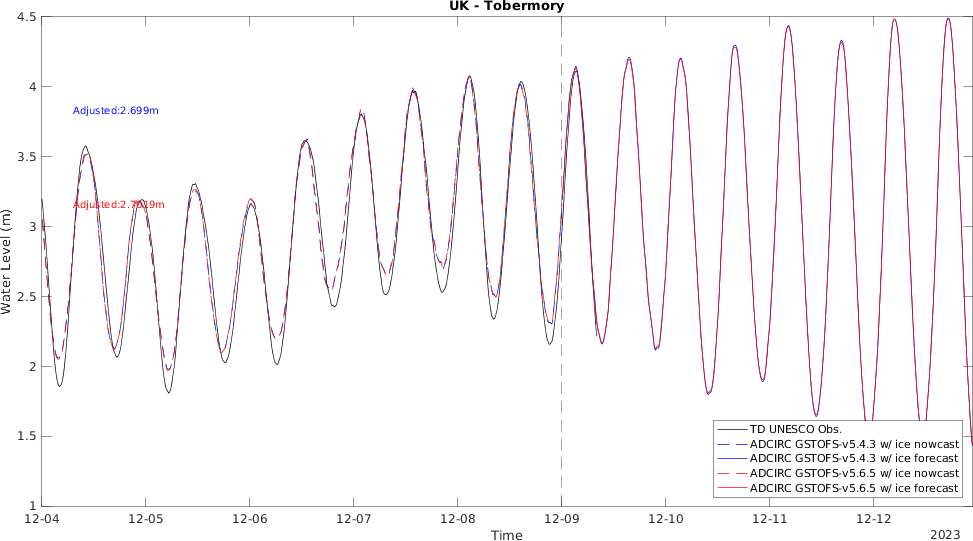 UK - Tobermory
4.5
4
3.5
3
2.5
2
1.5
1
Water Level (m)
Adjusted:2.699m
12-04
12-05
12-06
12-07
12-08
12-09
12-10
12-11
12-12
Time
2023
TD UNESCO Obs.
ADCIRC GSTOFS-v5.4.3 w/ ice nowcast
ADCIRC GSTOFS-v5.4.3 w/ ice forecast
ADCIRC GSTOFS-v5.6.5 w/ ice nowcast
ADCIRC GSTOFS-v5.6.5 w/ ice forecast